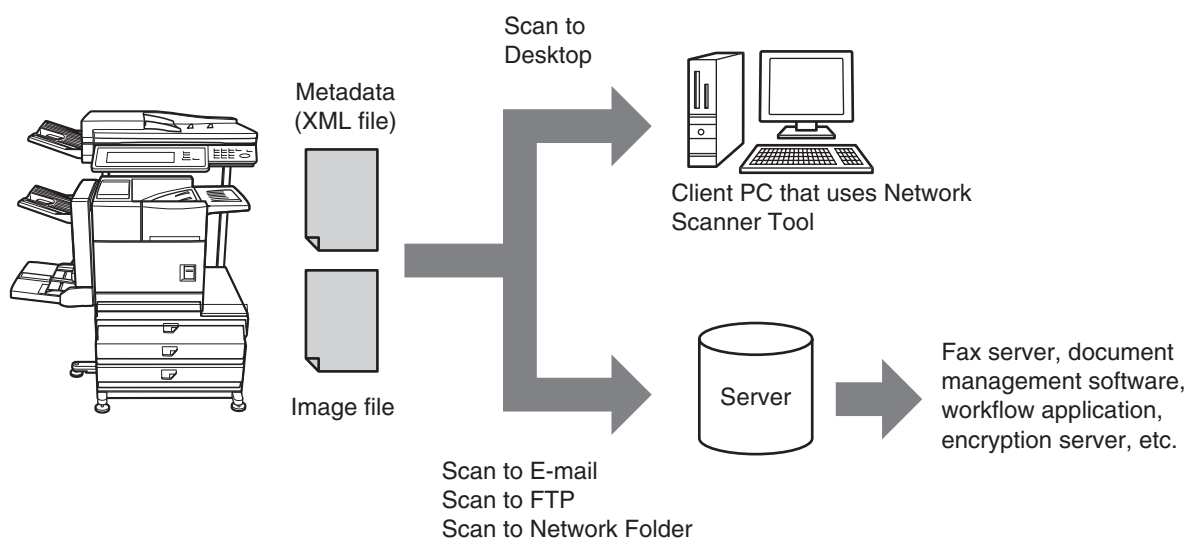 Scan to
Desktop
Metadata
(XML file)
Client PC that uses Network
Scanner Tool
Image file
Server
Fax server, document
management software,
workflow application,
encryption server, etc.
Scan to E-mail
Scan to FTP
Scan to Network Folder